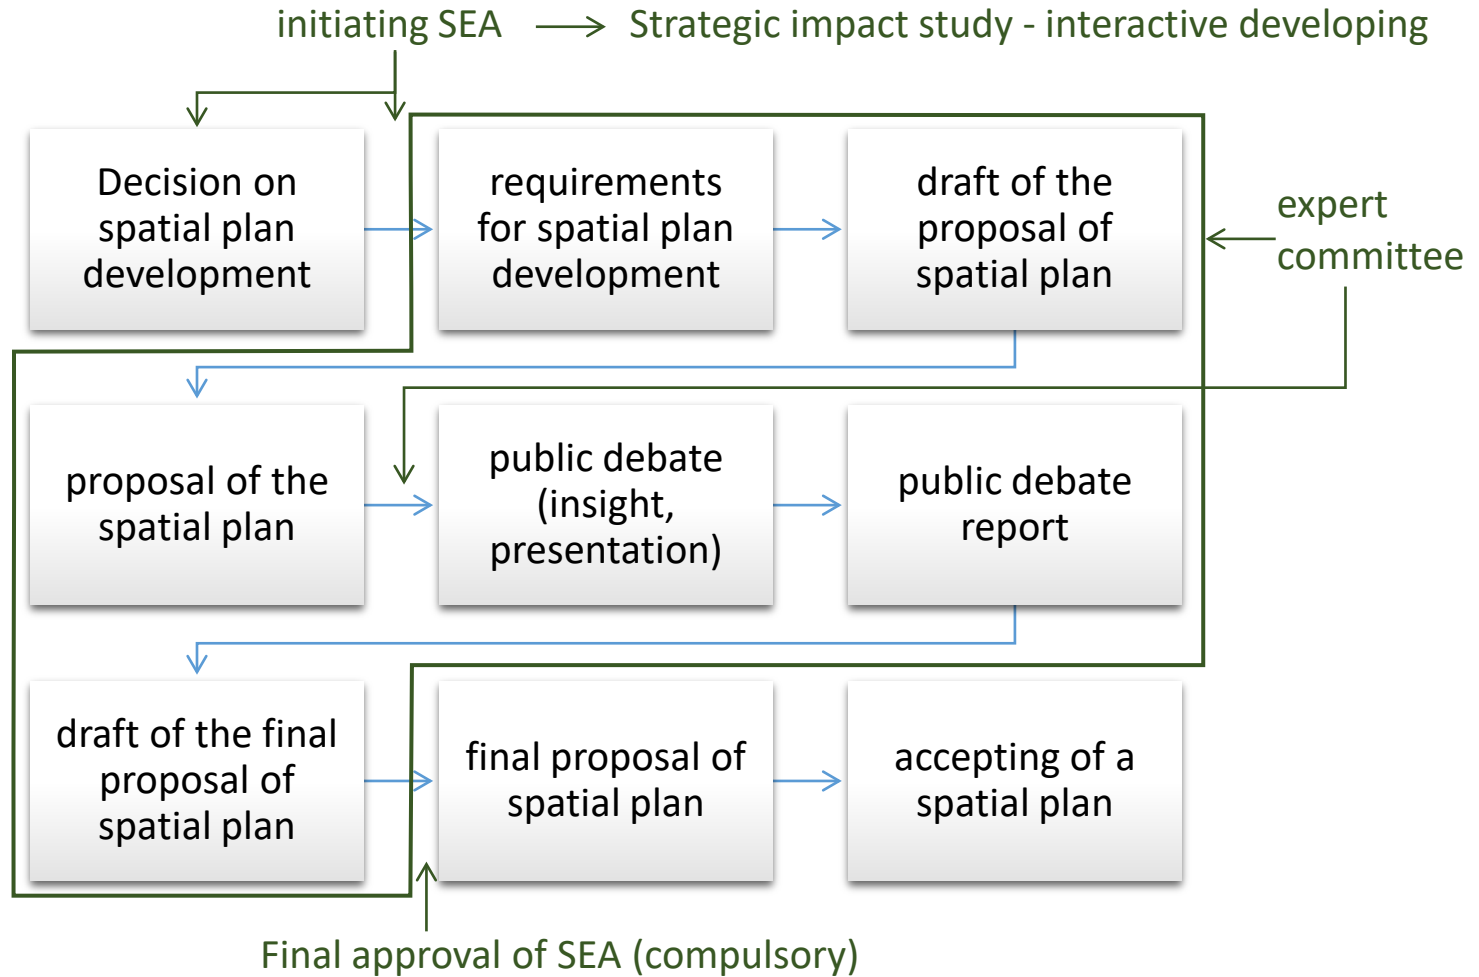 initiating SEA
Strategic impact study - interactive developing
Decision on
spatial plan
development
requirements
for spatial plan
development
draft of the
proposal of
spatial plan
expert
committee
proposal of the
spatial plan
public debate
(insight,
presentation)
public debate
report
draft of the final
proposal of
spatial plan
final proposal of
spatial plan
accepting of a
spatial plan
Final approval of SEA (compulsory)